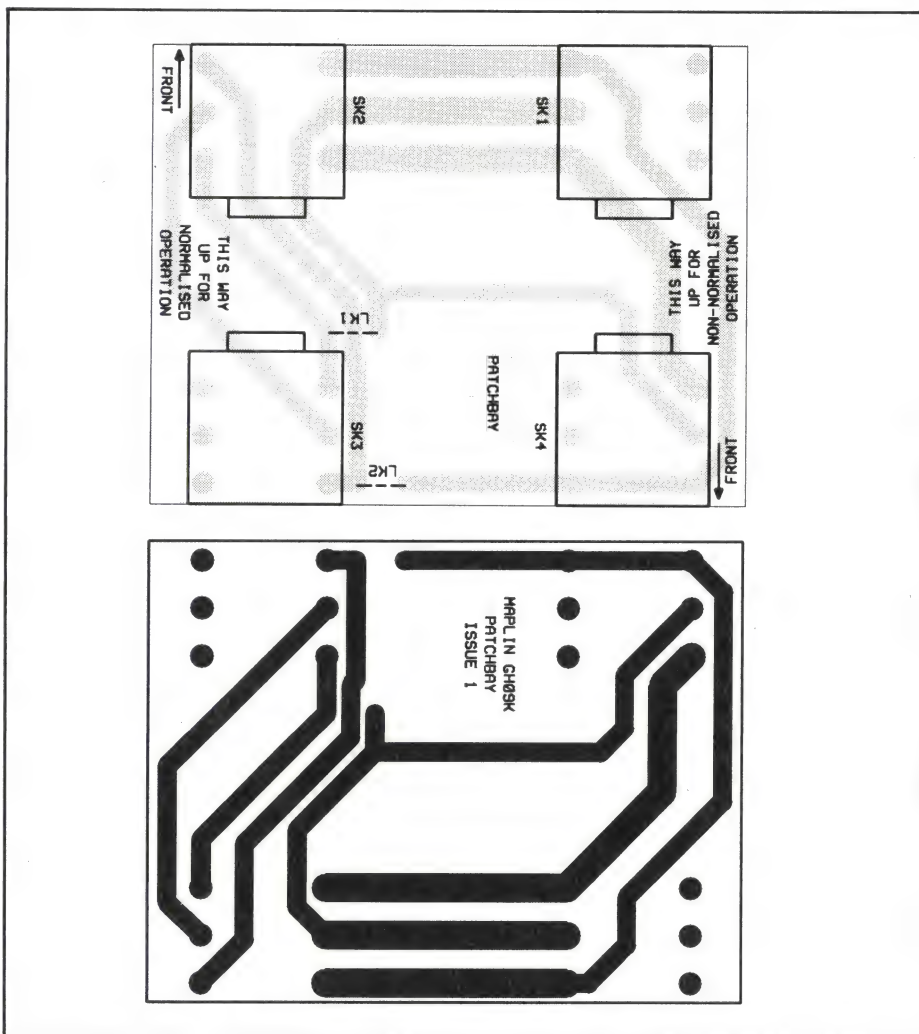 FRONT
SK2
SK1
THIS WAY
UP FOR
NORMALISED
OPERATION
THIS WAY
UP FOR
NON-NORMALISED
OPERATION
LK1
PATCHBAY
SK3
SK4
LK2
FRONT
MAPLIN GH09K
PATCHBAY
ISSUE 1